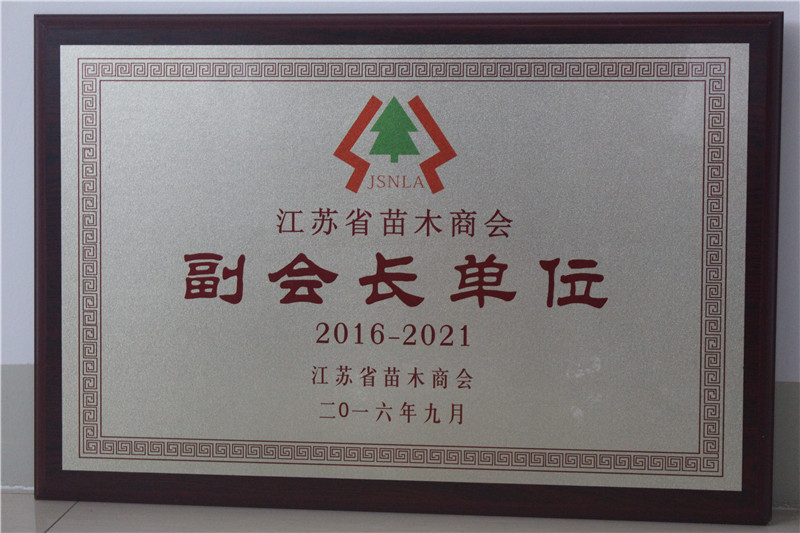 JSNLA
江苏省苗木商会
副会长单位
2016-2021
江苏省苗木商会
二0一六年九月